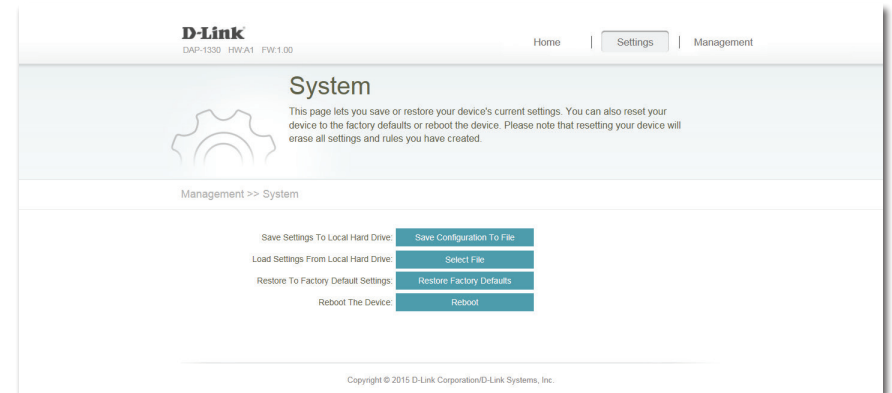 D-Link
DAP-1330 HW:A1 FW:1.00
Home | Settings | Management
System
This page lets you save or restore your device's current settings. You can also reset your
device to the factory defaults or reboot the device. Please note that resetting your device will
erase all settings and rules you have created.
Management >> System
Save Settings To Local Hard Drive: Save Configuration To File
Load Settings From Local Hard Drive: Select File
Restore To Factory Default Settings: Restore Factory Defaults
Reboot The Device: Reboot
Copyright © 2015 D-Link Corporation/D-Link Systems, Inc.